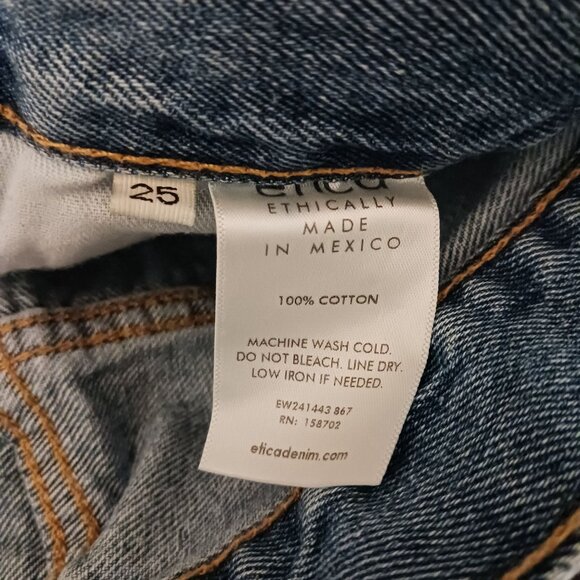 25
etica
ETHICALLY
MADE
IN MEXICO
100% COTTON
MACHINE WASH COLD.
DO NOT BLEACH. LINE DRY.
LOW IRON IF NEEDED.
EW241443 867
RN: 158702
eticadenim.com